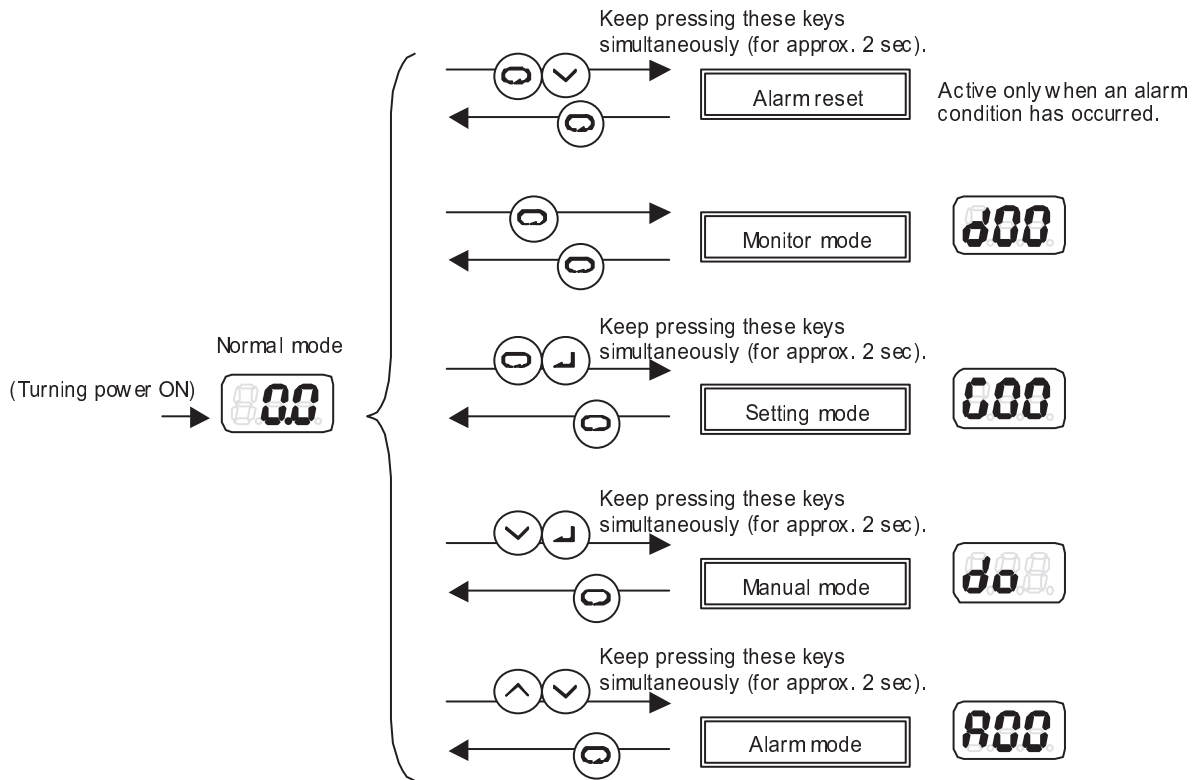 Keep pressing these keys
simultaneously (for approx. 2 sec).
Alarm reset
Active only when an alarm
condition has occurred.
Monitor mode
d00
Keep pressing these keys
simultaneously (for approx. 2 sec).
Normal mode
(Turning power ON)
0.0
Setting mode
C00
Keep pressing these keys
simultaneously (for approx. 2 sec).
Manual mode
do
Keep pressing these keys
simultaneously (for approx. 2 sec).
Alarm mode
A00